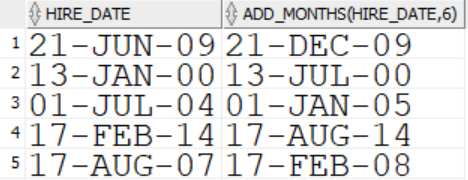 HIRE_DATE ADD_MONTHS(HIRE_DATE,6)
1 21-JUN-09 21-DEC-09
2 13-JAN-00 13-JUL-00
3 01-JUL-04 01-JAN-05
4 17-FEB-14 17-AUG-14
5 17-AUG-07 17-FEB-08